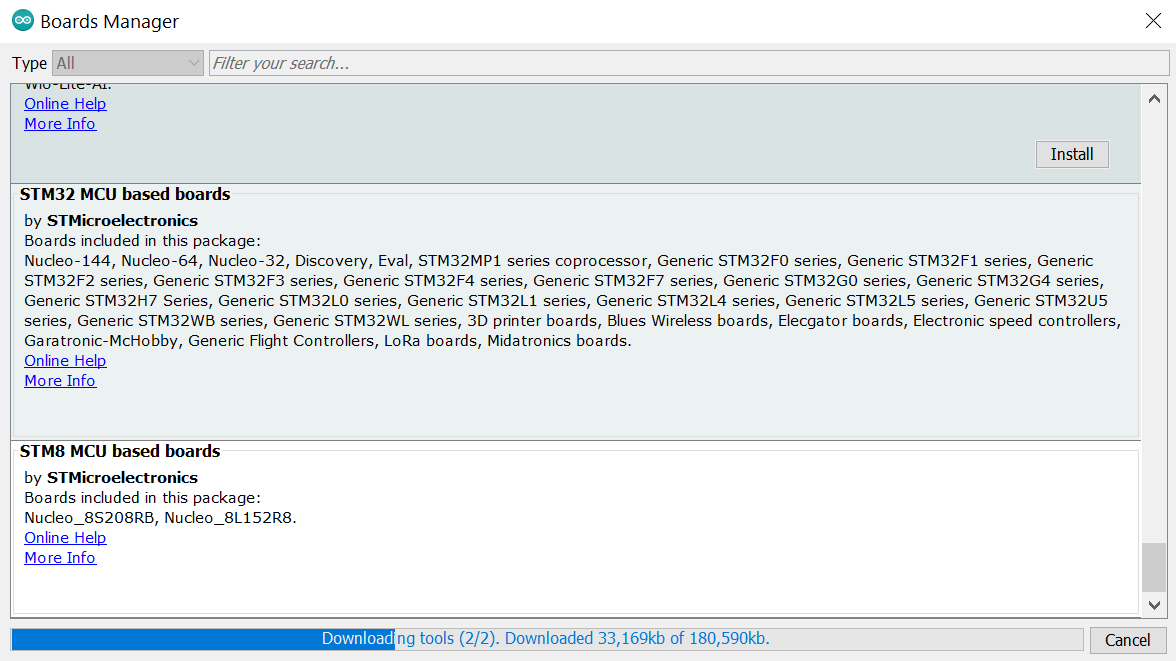 Boards Manager
Type All Filter your search...
Wio-Lite-AI.
Online Help
More Info
Install
STM32 MCU based boards
by STMicroelectronics
Boards included in this package:
Nucleo-144, Nucleo-64, Nucleo-32, Discovery, Eval, STM32MP1 series coprocessor, Generic STM32F0 series, Generic STM32F1 series, Generic
STM32F2 series, Generic STM32F3 series, Generic STM32F4 series, Generic STM32F7 series, Generic STM32G0 series, Generic STM32G4 series,
Generic STM32H7 Series, Generic STM32L0 series, Generic STM32L1 series, Generic STM32L4 series, Generic STM32L5 series, Generic STM32U5
series, Generic STM32WB series, Generic STM32WL series, 3D printer boards, Blues Wireless boards, Elecgator boards, Electronic speed controllers,
Garatronic-McHobby, Generic Flight Controllers, LoRa boards, Midatronics boards.
Online Help
More Info
STM8 MCU based boards
by STMicroelectronics
Boards included in this package:
Nucleo_8S208RB, Nucleo_8L152R8.
Online Help
More Info
Downloading tools (2/2). Downloaded 33,169kb of 180,590kb.
Cancel